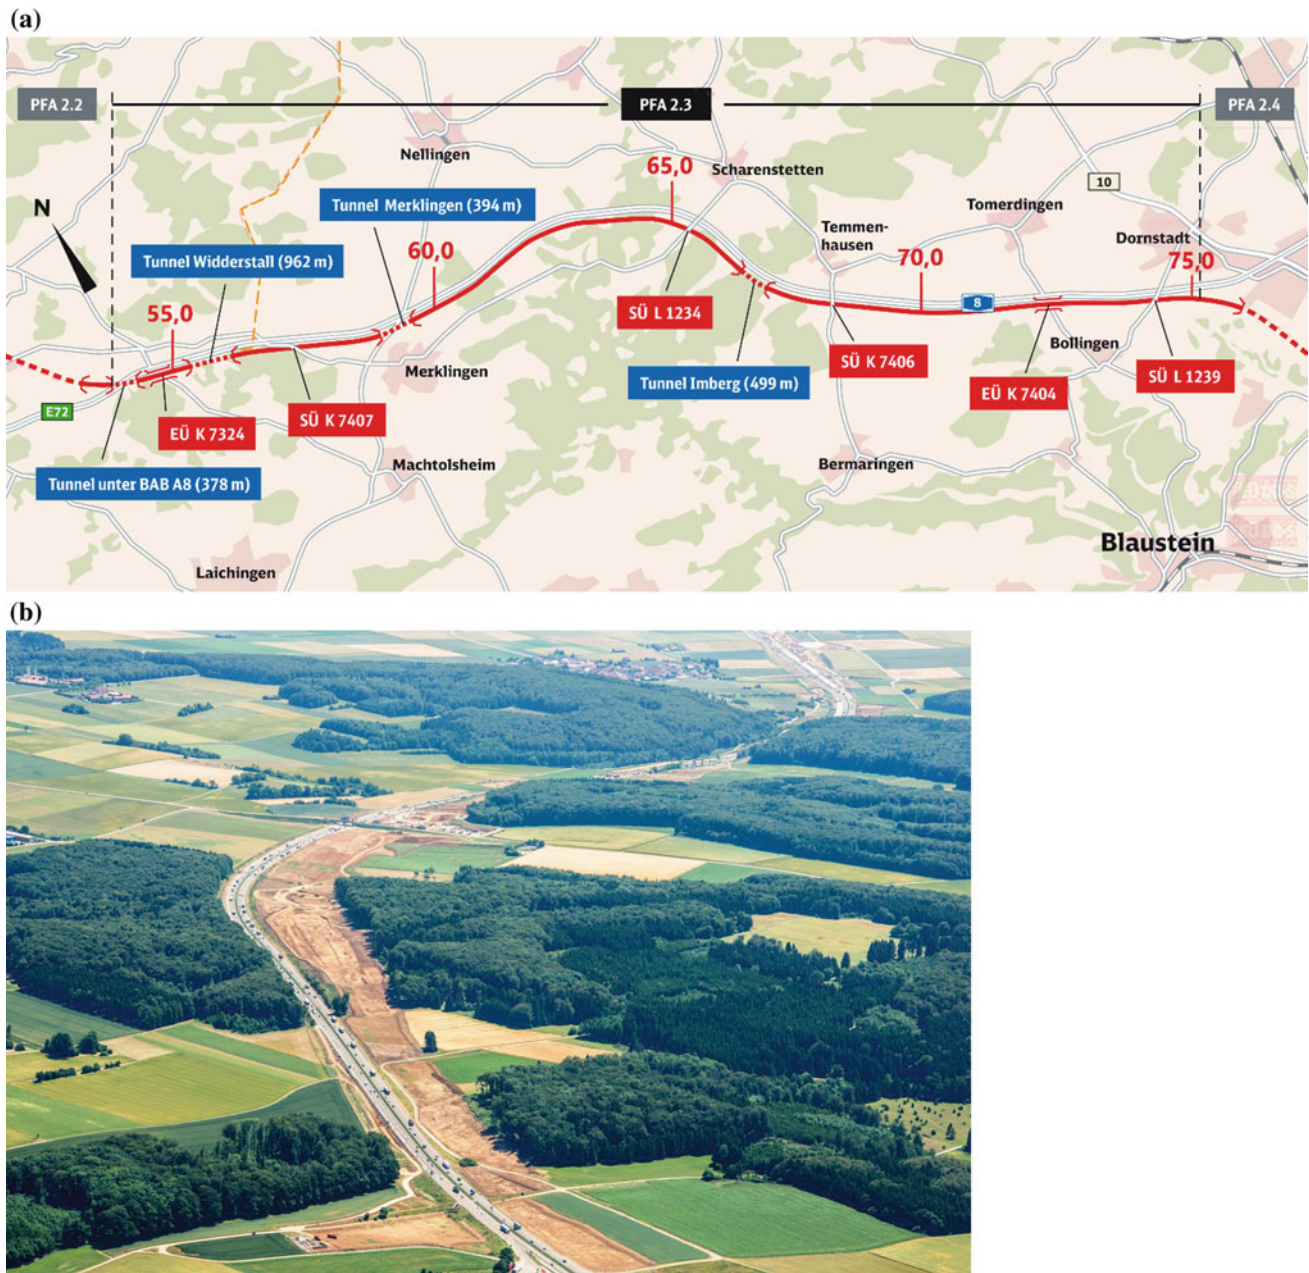 (a)
PFA 2.2
PFA 2.3
PFA 2.4
Nellingen
65,0
Scharenstetten
10
N
Tunnel Merklingen (394 m)
Tomerdingen
Temmen-
hausen
Dornstadt
Tunnel Widderstall (962 m)
60,0
70,0
75,0
55,0
SÜ L 1234
8
SÜ K 7406
Bollingen
Merklingen
Tunnel Imberg (499 m)
EÜ K 7404
SÜ L 1239
E72
EÜ K 7324
SÜ K 7407
Machtolsheim
Bermaringen
Tunnel unter BAB A8 (378 m)
Blaustein
Laichingen
(b)